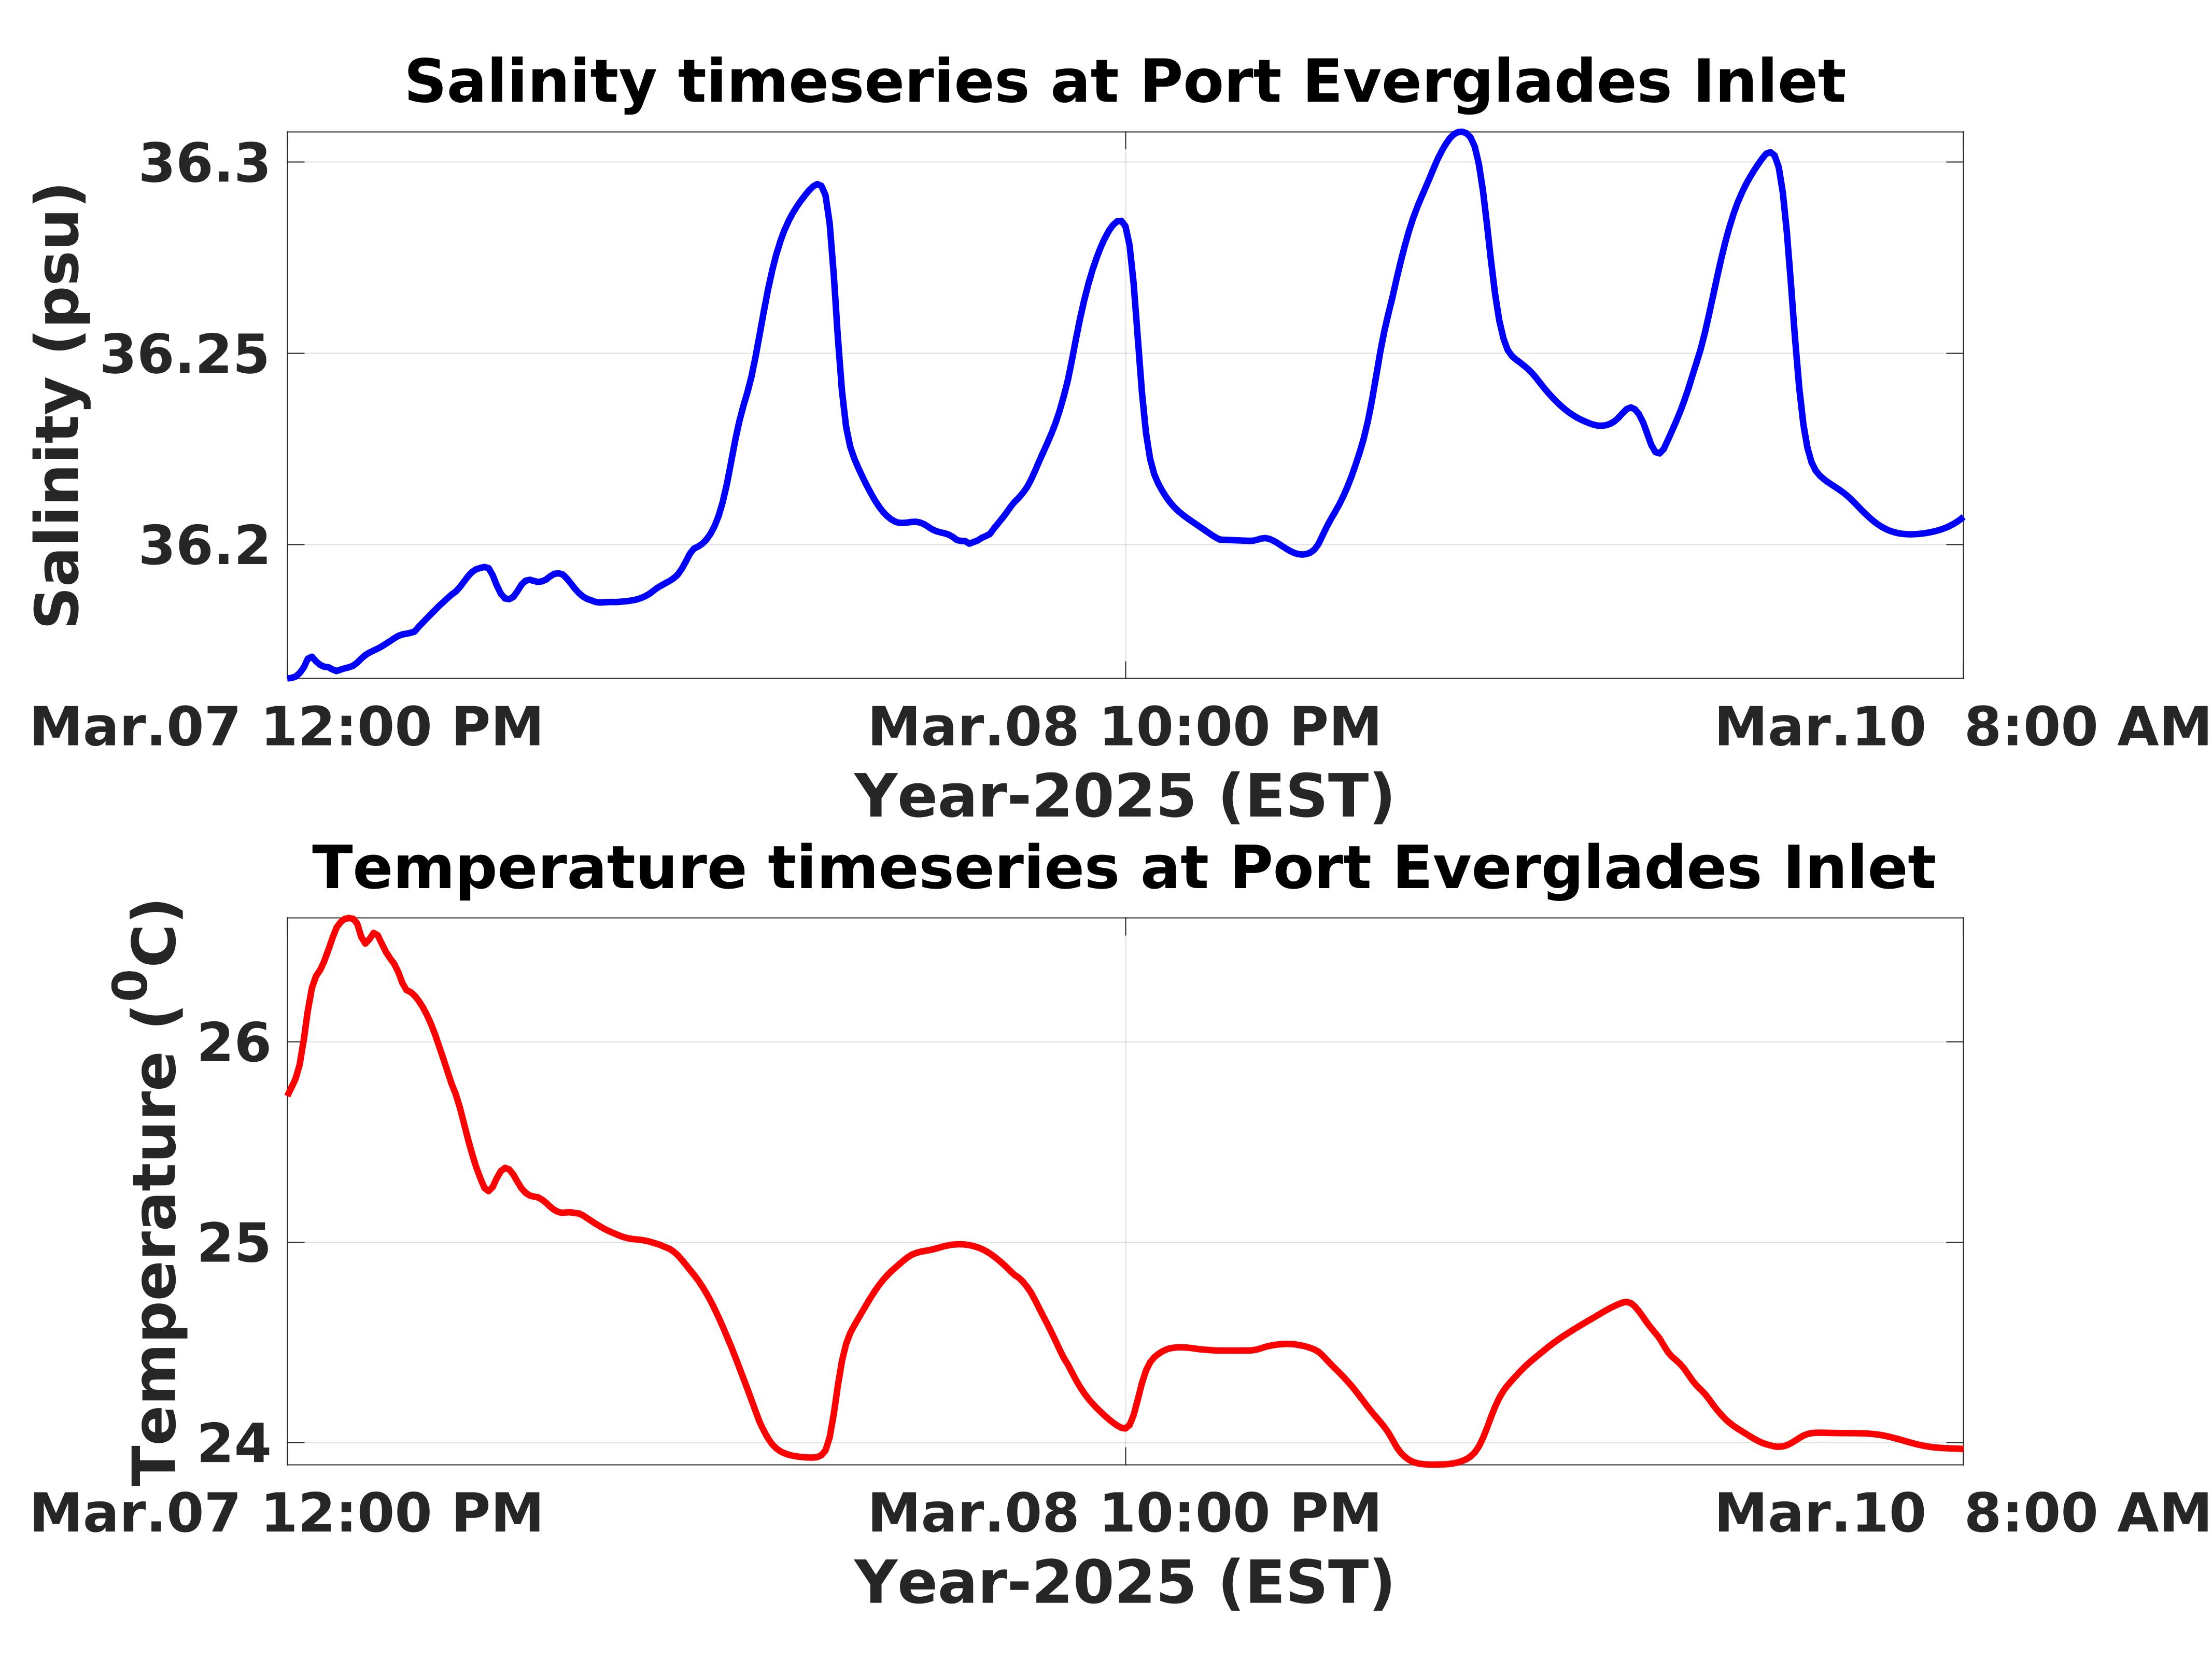 Salinity timeseries at Port Everglades Inlet
Salinity (psu)
36.3
36.25
36.2
Mar.07 12:00 PM Mar.08 10:00 PM Mar.10  8:00 AM
Year-2025 (EST)
Temperature timeseries at Port Everglades Inlet
Temperature (⁰C)
26
25
24
Mar.07 12:00 PM Mar.08 10:00 PM Mar.10  8:00 AM
Year-2025 (EST)